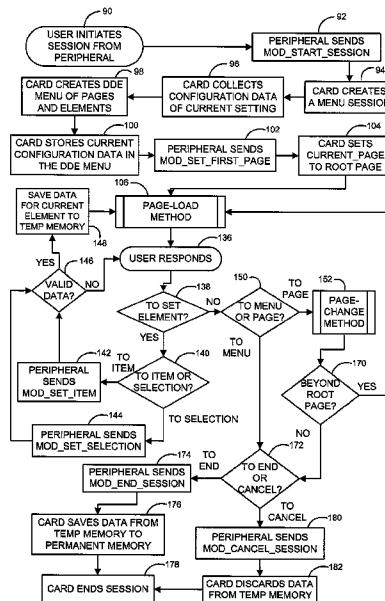 90
USER INITIATES
SESSION FROM
PERIPHERAL
92
PERIPHERAL SENDS
MOD_START_SESSION
94
CARD CREATES
A MENU SESSION
96
CARD COLLECTS
CONFIGURATION DATA
OF CURRENT SETTING
98
CARD CREATES DDE
MENU OF PAGES
AND ELEMENTS
100
CARD STORES CURRENT
CONFIGURATION DATA IN
THE DDE MENU
102
PERIPHERAL SENDS
MOD_SET_FIRST_PAGE
104
CARD SETS
CURRENT_PAGE
TO ROOT PAGE
106
PAGE-LOAD
METHOD
SAVE DATA
FOR CURRENT
ELEMENT TO
TEMP MEMORY
148
136
USER RESPONDS
YES
146
VALID
DATA?
NO
138
TO SET
ELEMENT?
NO
YES
150
TO MENU
OR PAGE?
TO
PAGE
TO
MENU
152
PAGE-
CHANGE
METHOD
142
PERIPHERAL
SENDS
MOD_SET_ITEM
TO
ITEM
140
TO ITEM OR
SELECTION?
TO SELECTION
144
PERIPHERAL SENDS
MOD_SET_SELECTION
170
BEYOND
ROOT
PAGE?
YES
NO
172
TO END
OR
CANCEL?
TO
END
TO
CANCEL
174
PERIPHERAL SENDS
MOD_END_SESSION
176
CARD SAVES DATA FROM
TEMP MEMORY TO
PERMANENT MEMORY
178
CARD ENDS SESSION
180
PERIPHERAL SENDS
MOD_CANCEL_SESSION
182
CARD DISCARDS DATA
FROM TEMP MEMORY